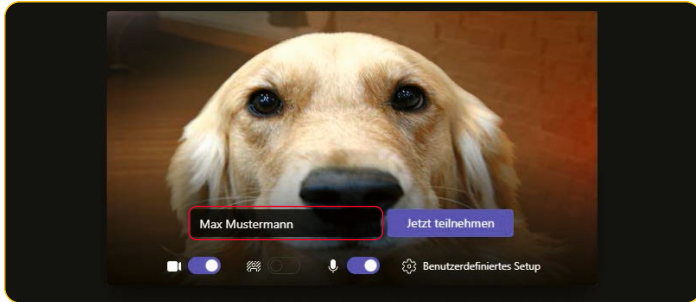 Max Mustermann
Jetzt teilnehmen
Benutzerdefiniertes Setup